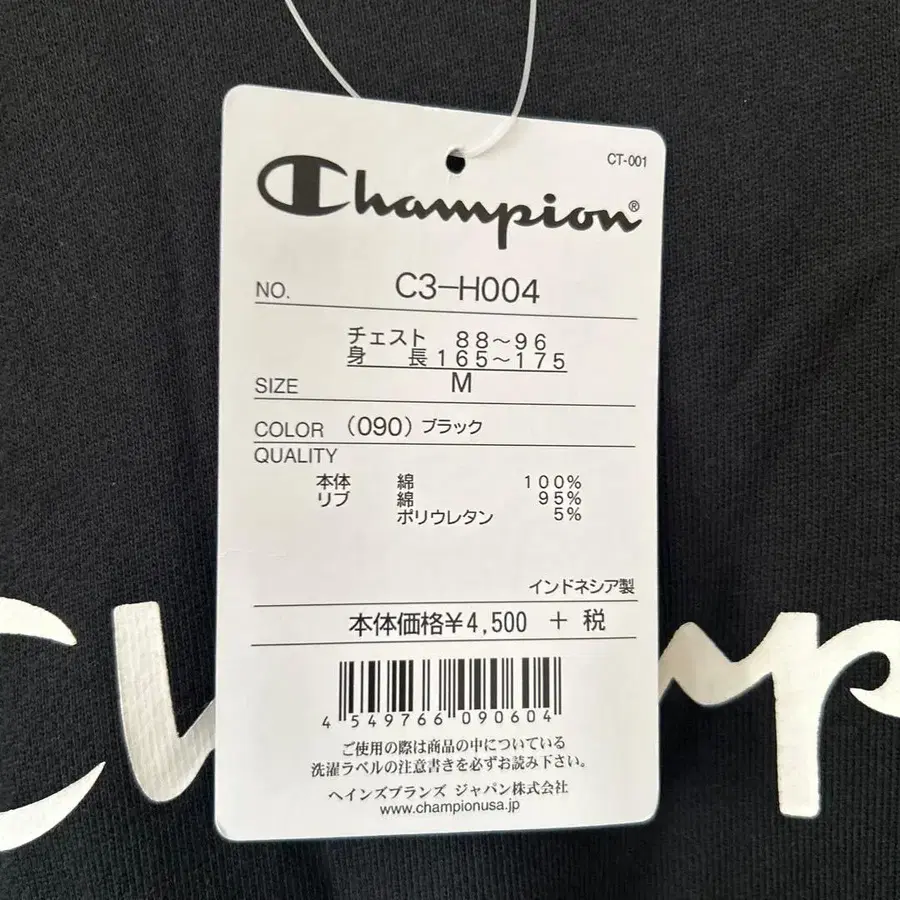 CT-001
Champion®
NO. C3-H004
チェスト 88～96
身 長 165～175
SIZE M
COLOR (090) ブラック
QUALITY
本体 綿 100%
リブ 綿 95%
ポリウレタン 5%
インドネシア製
本体価格¥4,500 + 税
4 549766 090604
ご使用の際は商品の中についている
洗濯ラベルの注意書きを必ずお読み下さい。
ヘインズブランズ ジャパン株式会社
www.championusa.jp
Champ